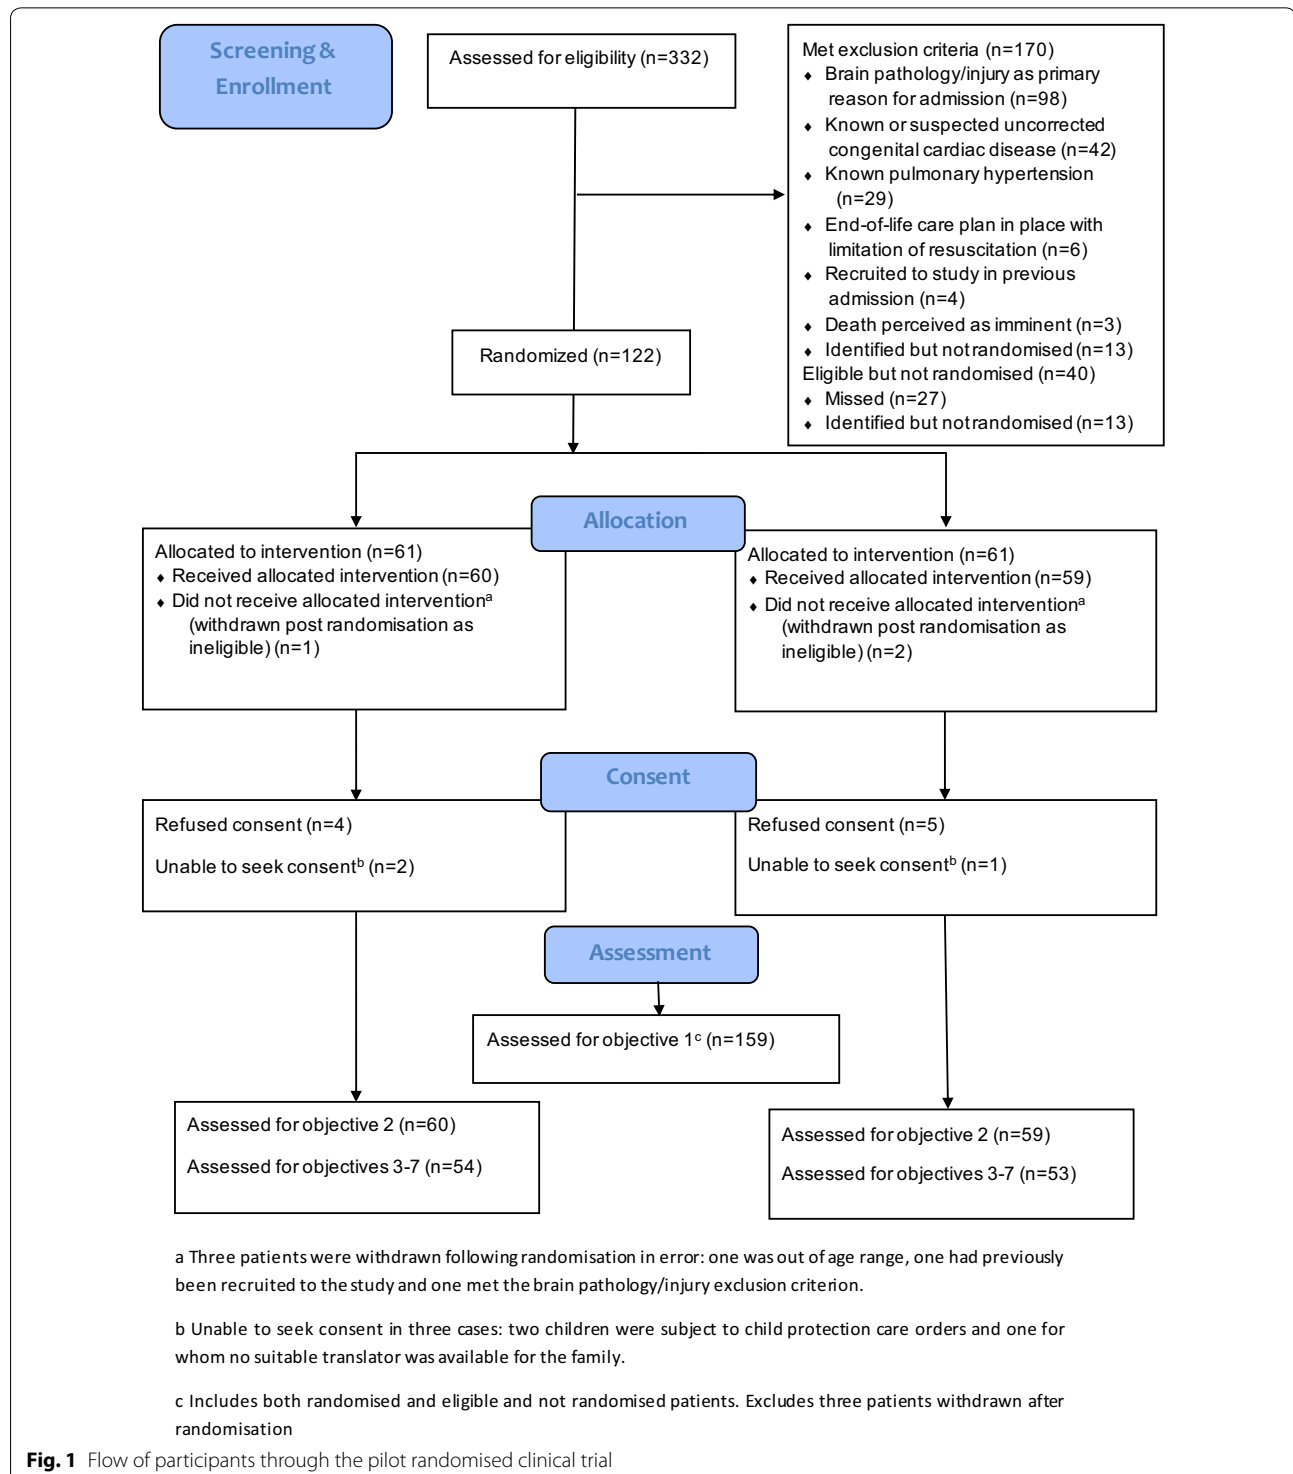 Screening &
Enrollment
Assessed for eligibility (n=332)
Met exclusion criteria (n=170)
♦ Brain pathology/injury as primary
reason for admission (n=98)
♦ Known or suspected uncorrected
congenital cardiac disease (n=42)
♦ Known pulmonary hypertension
(n=29)
♦ End-of-life care plan in place with
limitation of resuscitation (n=6)
♦ Recruited to study in previous
admission (n=4)
♦ Death perceived as imminent (n=3)
♦ Identified but not randomised (n=13)
Eligible but not randomised (n=40)
♦ Missed (n=27)
♦ Identified but not randomised (n=13)
Randomized (n=122)
Allocation
Allocated to intervention (n=61)
♦ Received allocated intervention (n=60)
♦ Did not receive allocated interventionª
(withdrawn post randomisation as
ineligible) (n=1)
Allocated to intervention (n=61)
♦ Received allocated intervention (n=59)
♦ Did not receive allocated interventionª
(withdrawn post randomisation as
ineligible) (n=2)
Consent
Refused consent (n=4)
Unable to seek consentᵇ (n=2)
Refused consent (n=5)
Unable to seek consentᵇ (n=1)
Assessment
Assessed for objective 1ᶜ (n=159)
Assessed for objective 2 (n=60)
Assessed for objectives 3-7 (n=54)
Assessed for objective 2 (n=59)
Assessed for objectives 3-7 (n=53)
a Three patients were withdrawn following randomisation in error: one was out of age range, one had previously
been recruited to the study and one met the brain pathology/injury exclusion criterion.
b Unable to seek consent in three cases: two children were subject to child protection care orders and one for
whom no suitable translator was available for the family.
c Includes both randomised and eligible and not randomised patients. Excludes three patients withdrawn after
randomisation
Fig. 1 Flow of participants through the pilot randomised clinical trial